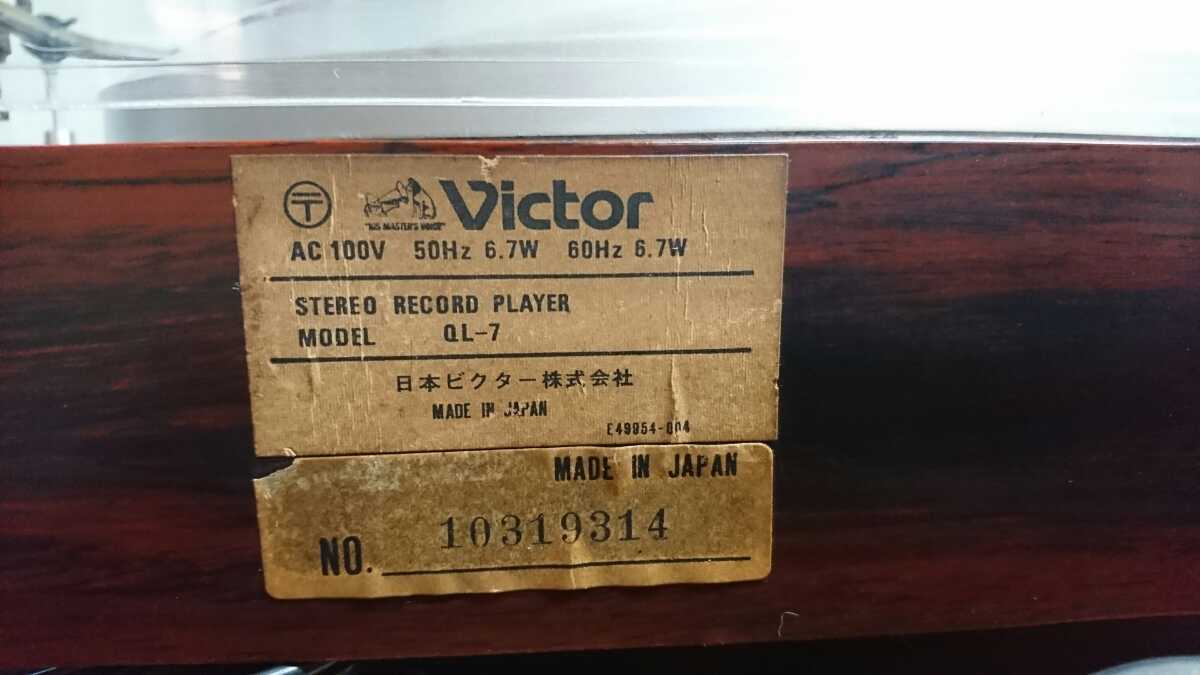 〒 "HIS MASTER'S VOICE" Victor
AC 100V 50Hz 6.7W 60Hz 6.7W
STEREO RECORD PLAYER
MODEL QL-7
日本ビクター株式会社
MADE IN JAPAN
E49954-004
MADE IN JAPAN
NO. 10319314